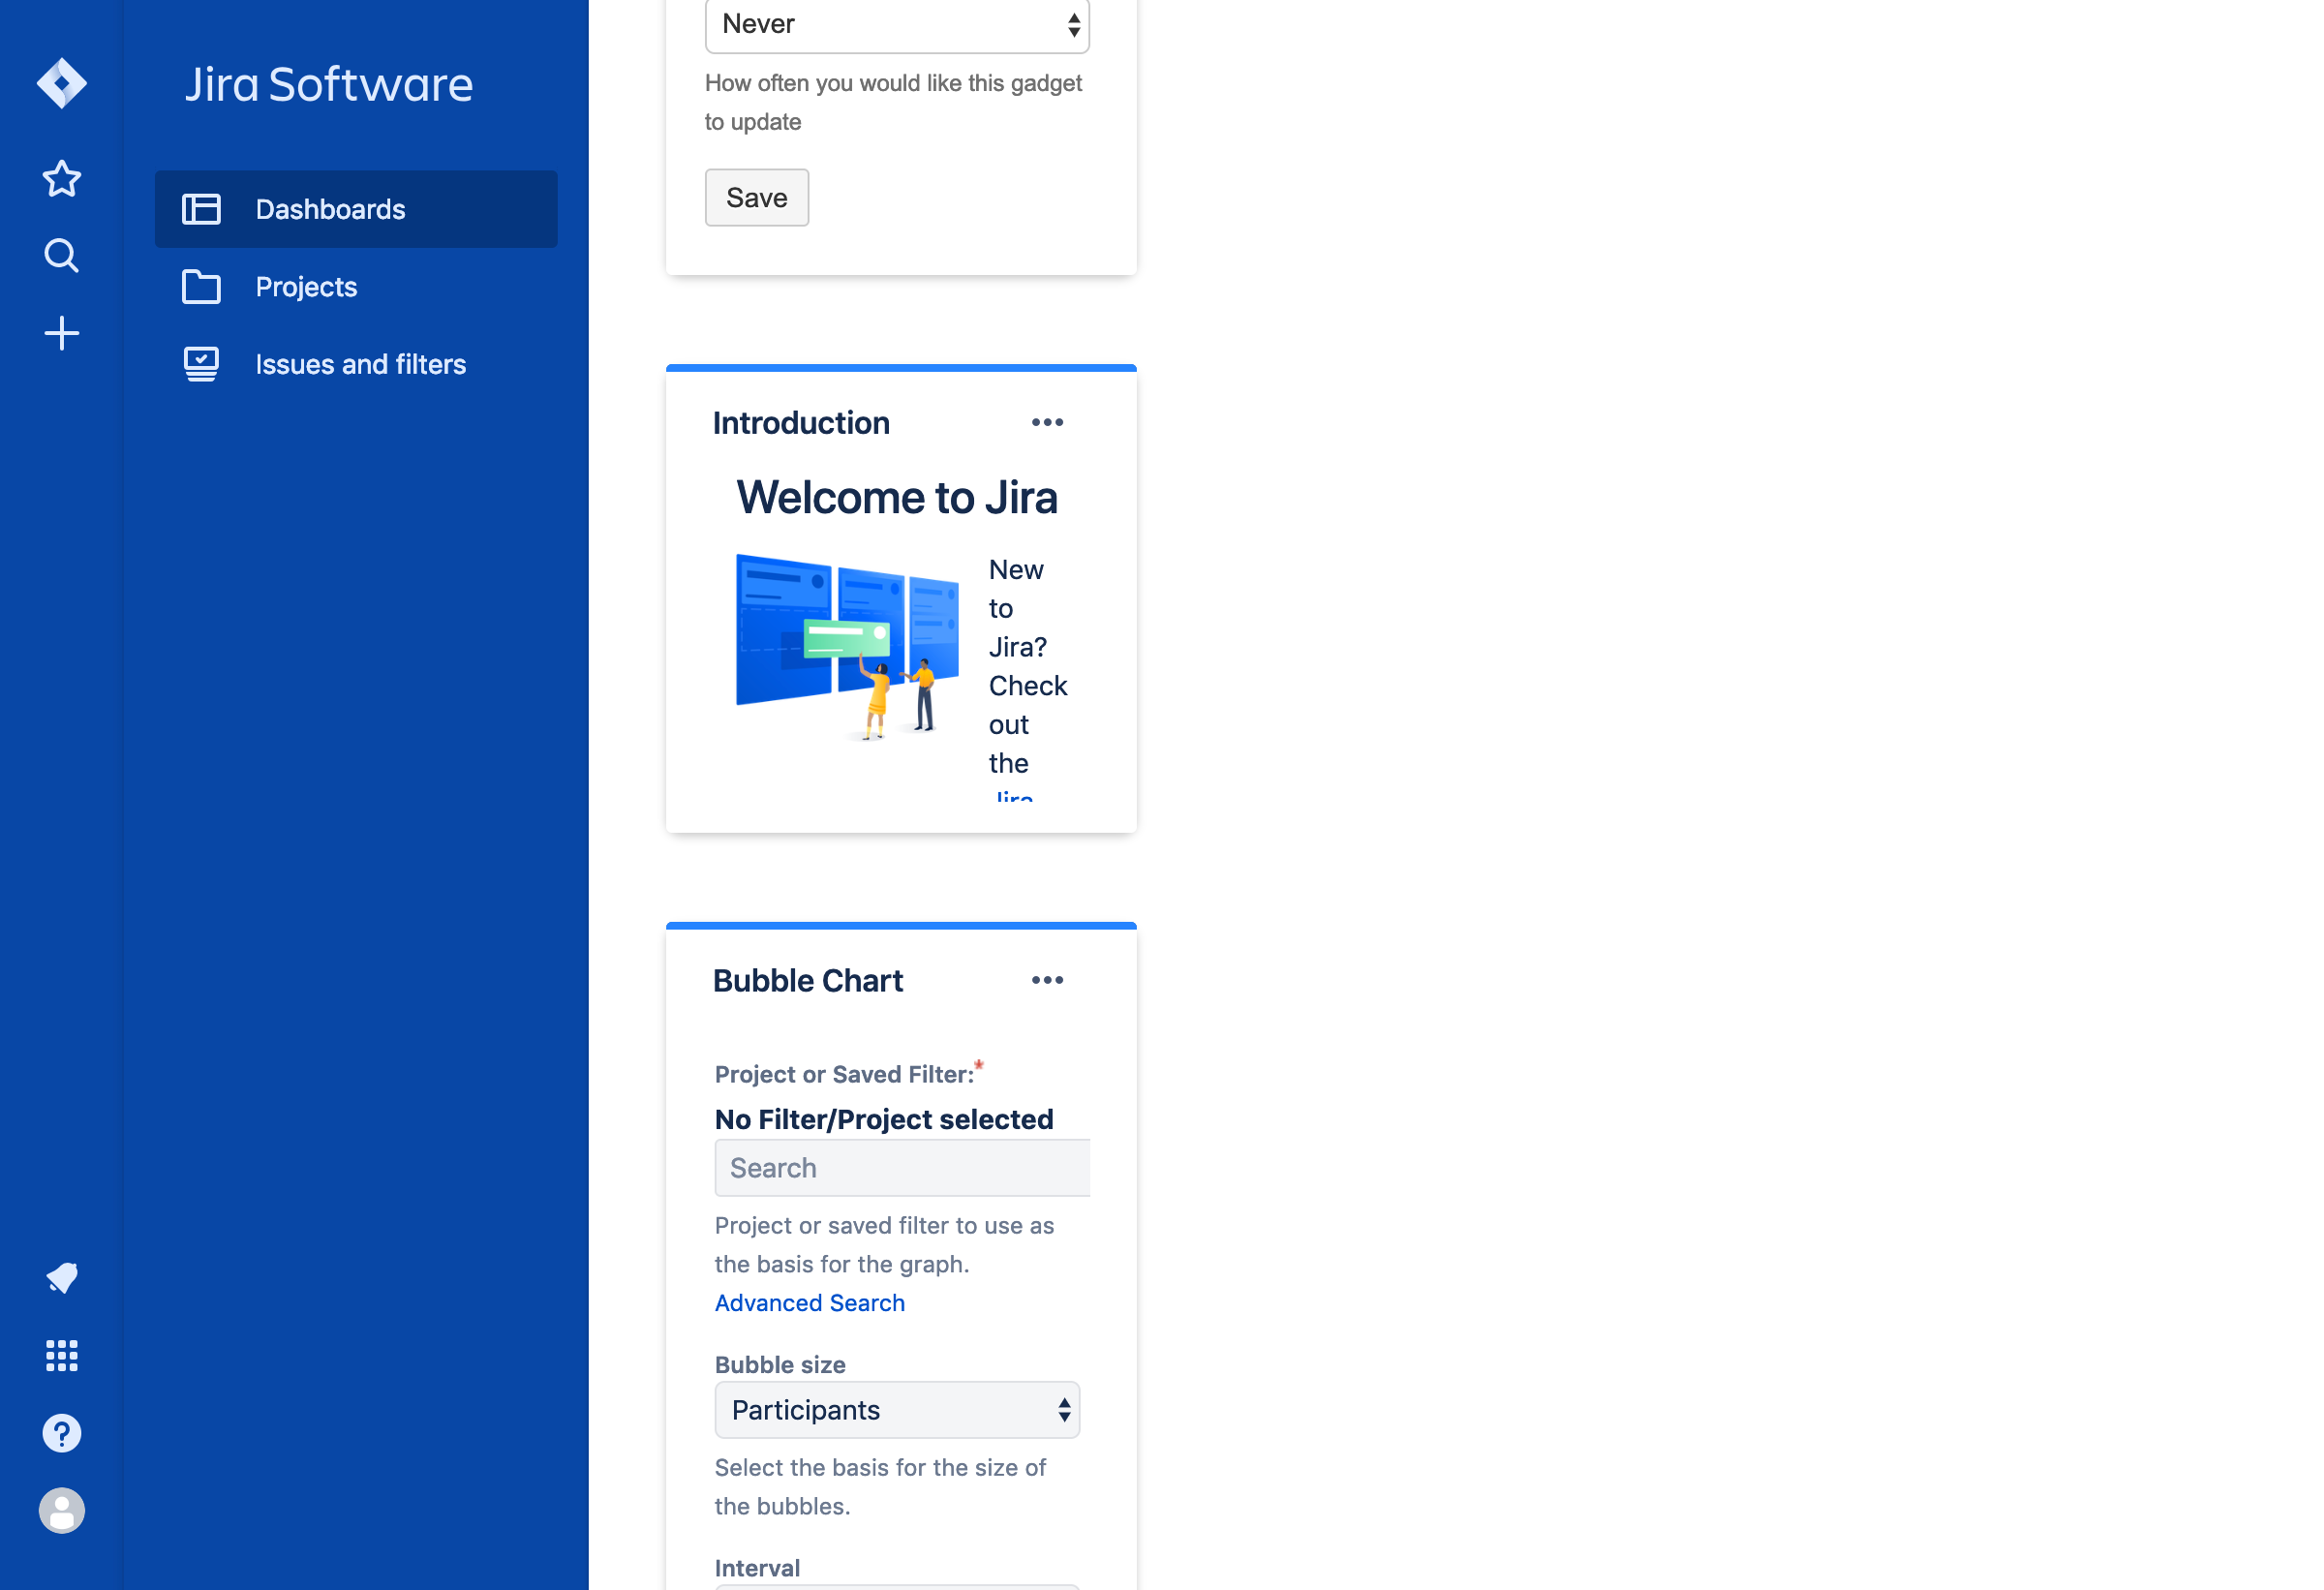 Jira Software
Dashboards
Projects
Issues and filters
Never
How often you would like this gadget
to update
Save
Introduction
Welcome to Jira
New
to
Jira?
Check
out
the
Jira
Bubble Chart
Project or Saved Filter:*
No Filter/Project selected
Search
Project or saved filter to use as
the basis for the graph.
Advanced Search
Bubble size
Participants
Select the basis for the size of
the bubbles.
Interval